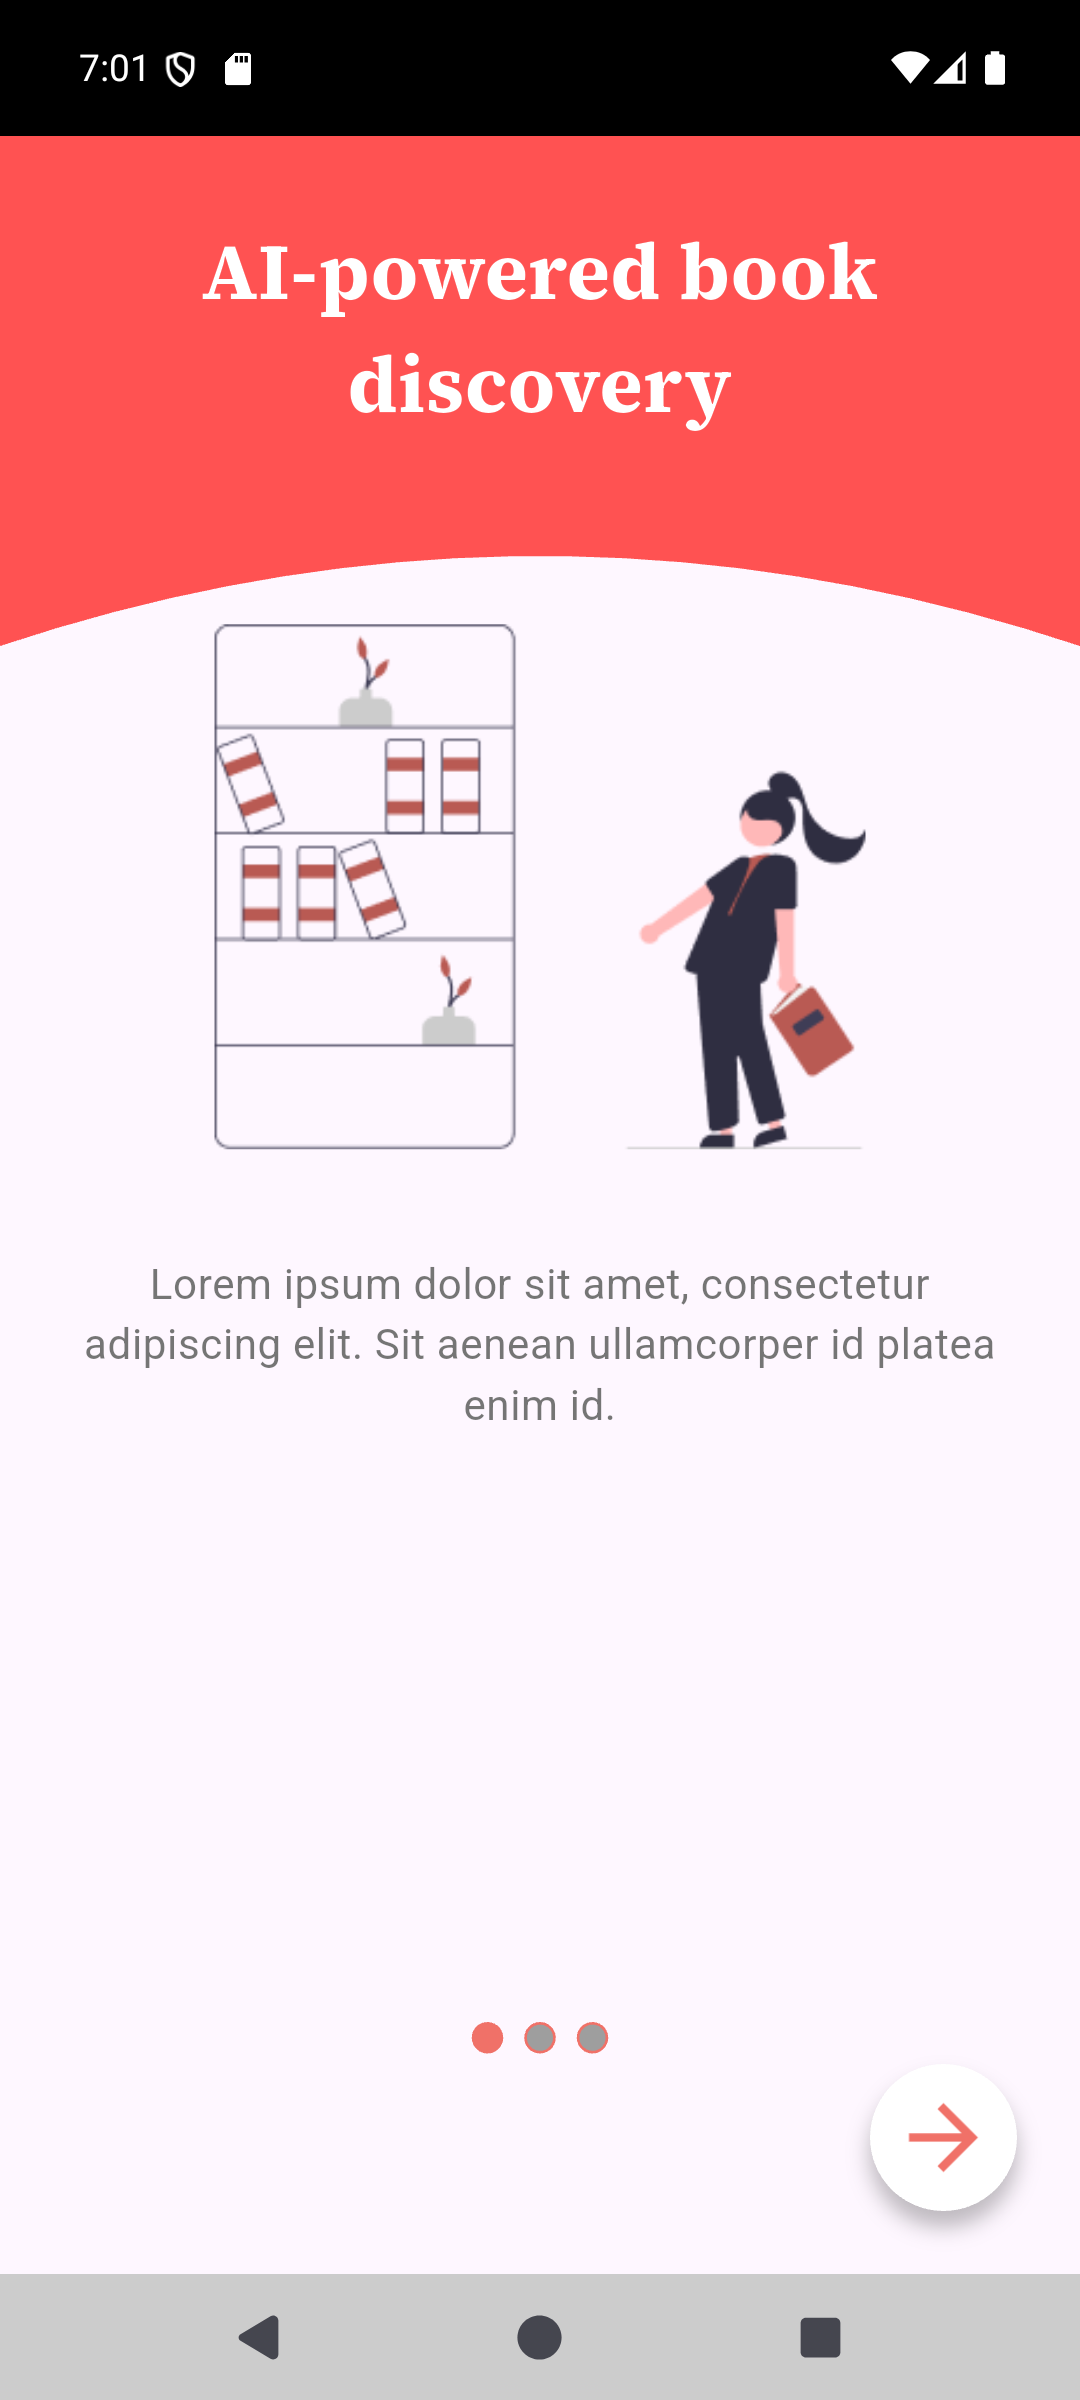 7:01
AI-powered book
discovery
Lorem ipsum dolor sit amet, consectetur
adipiscing elit. Sit aenean ullamcorper id platea
enim id.